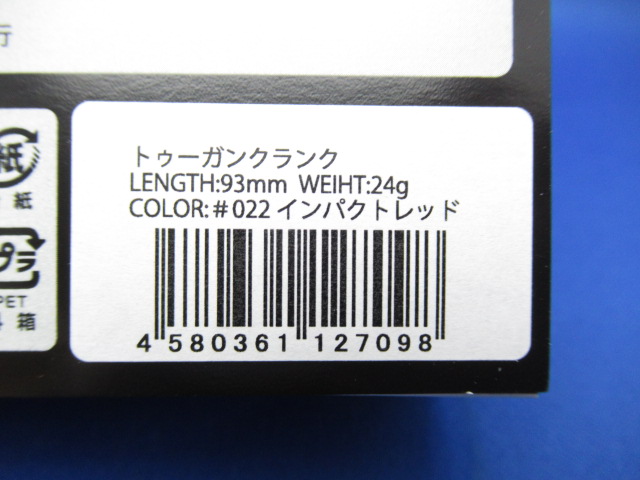 行
トゥーガンクランク
LENGTH:93mm WEIHT:24g
COLOR:#022 インパクトレッド
4 580361 127098
紙
紙
プラ
PET
箱